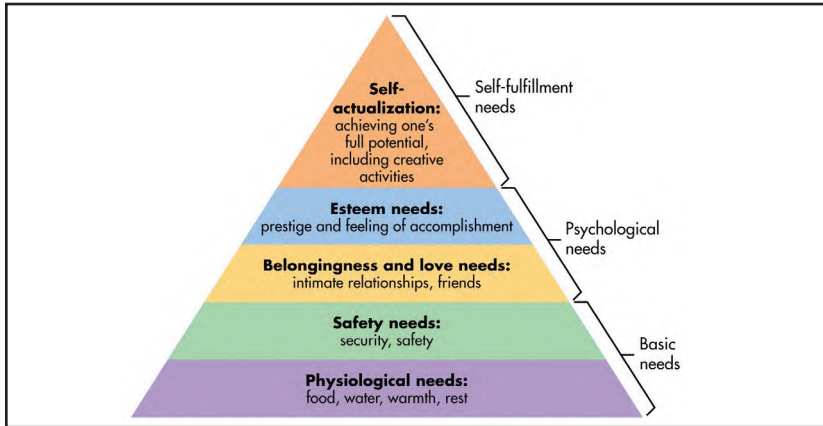 Self-
actualization:
achieving one's
full potential,
including creative
activities
Self-fulfillment
needs
Esteem needs:
prestige and feeling of accomplishment
Psychological
needs
Belongingness and love needs:
intimate relationships, friends
Safety needs:
security, safety
Basic
needs
Physiological needs:
food, water, warmth, rest